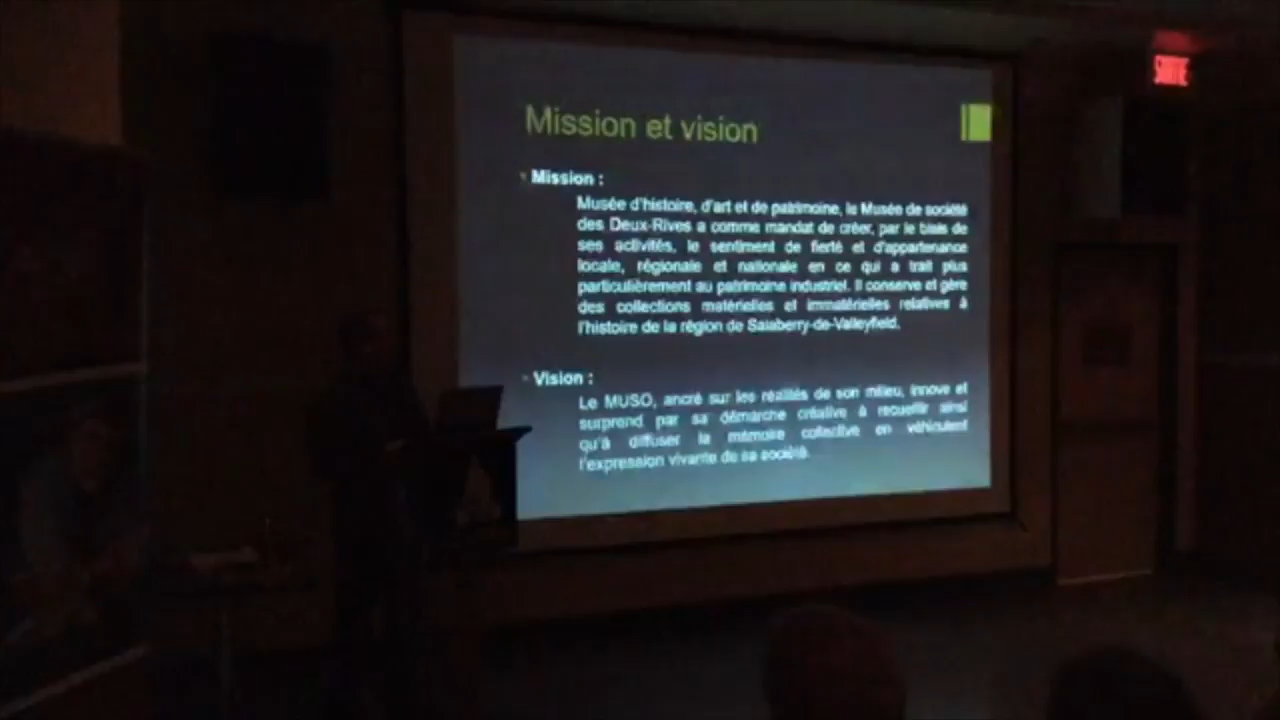 SORTIE
Mission et vision
Mission :
Musée d'histoire, d'art et de patrimoine, le Musée de société
des Deux-Rives a comme mandat de créer, par le biais de
ses activités, le sentiment de fierté et d'appartenance
locale, régionale et nationale en ce qui a trait plus
particulièrement au patrimoine industriel. Il conserve et gère
des collections matérielles et immatérielles relatives à
l'histoire de la région de Salaberry-de-Valleyfield.
Vision :
Le MUSO, ancré sur les réalités de son milieu, innove et
surprend par sa démarche créative à recueillir ainsi
qu'à diffuser la mémoire collective en véhiculant
l'expression vivante de sa société.